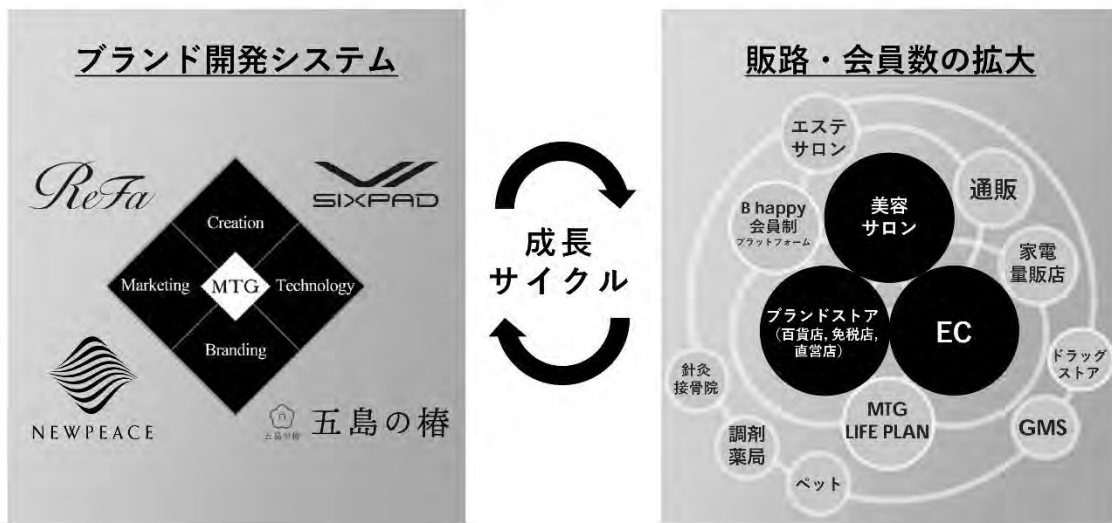 ブランド開発システム
ReFa
SIXPAD
Creation
Marketing
MTG
Technology
Branding
NEWPEACE
五島の椿
五島の椿
成長
サイクル
販路・会員数の拡大
エステ
サロン
B happy
会員制
プラットフォーム
美容
サロン
通販
家電
量販店
ブランドストア
(百貨店, 免税店,
直営店)
EC
ドラッグ
ストア
針灸
接骨院
MTG
LIFE PLAN
GMS
調剤
薬局
ペット